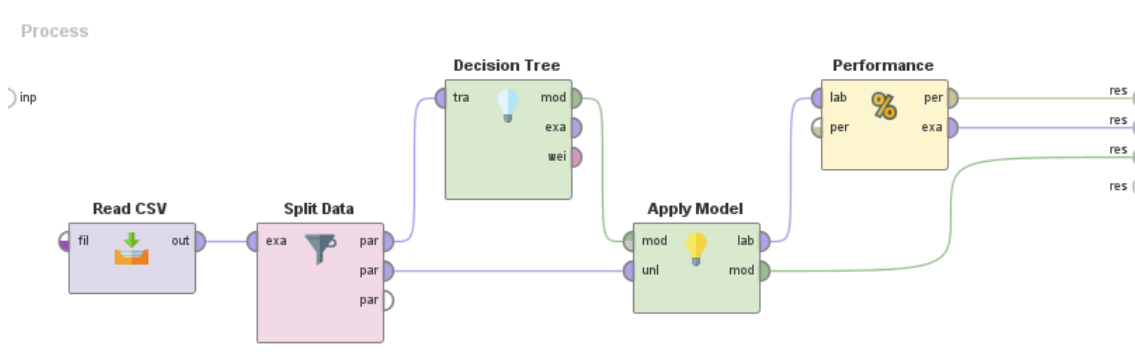 Process
inp
Decision Tree
tra
mod
exa
wei
Performance
lab
per
per
exa
res
res
res
res
Read CSV
fil
out
Split Data
exa
par
par
par
Apply Model
mod
lab
unl
mod
%